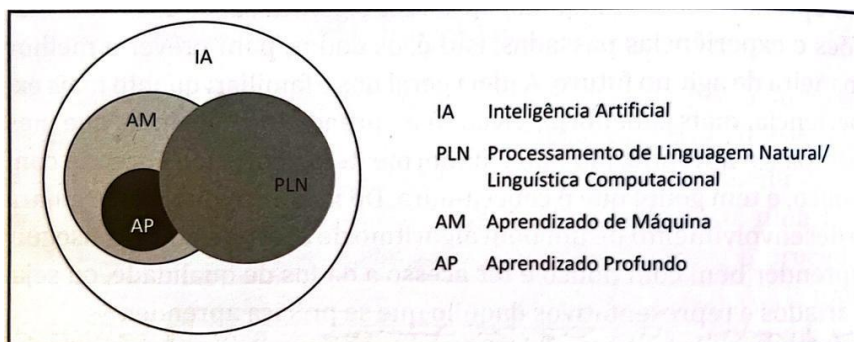 IA
AM
PLN
AP
IA Inteligência Artificial
PLN Processamento de Linguagem Natural/
Linguística Computacional
AM Aprendizado de Máquina
AP Aprendizado Profundo